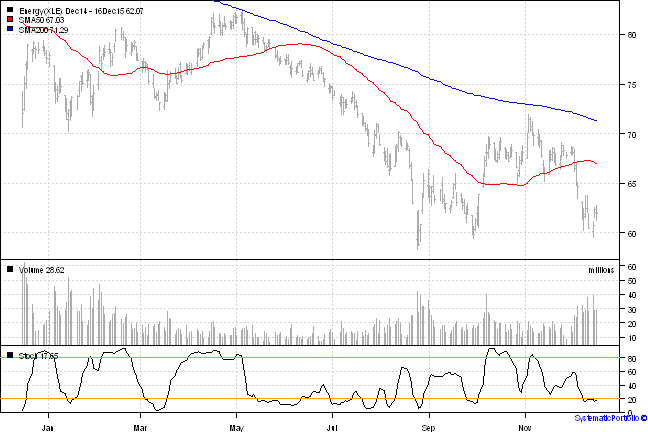 Energy(XLE) Dec14 - 16Dec15 62.07
SMA50 67.03
SMA200 71.29
80
75
70
65
60
Volume 28.62
millions
60
50
40
30
20
10
Stoch 17.65
80
60
40
20
0
Jan
Mar
May
Jul
Sep
Nov
SystematicPortfolio ©